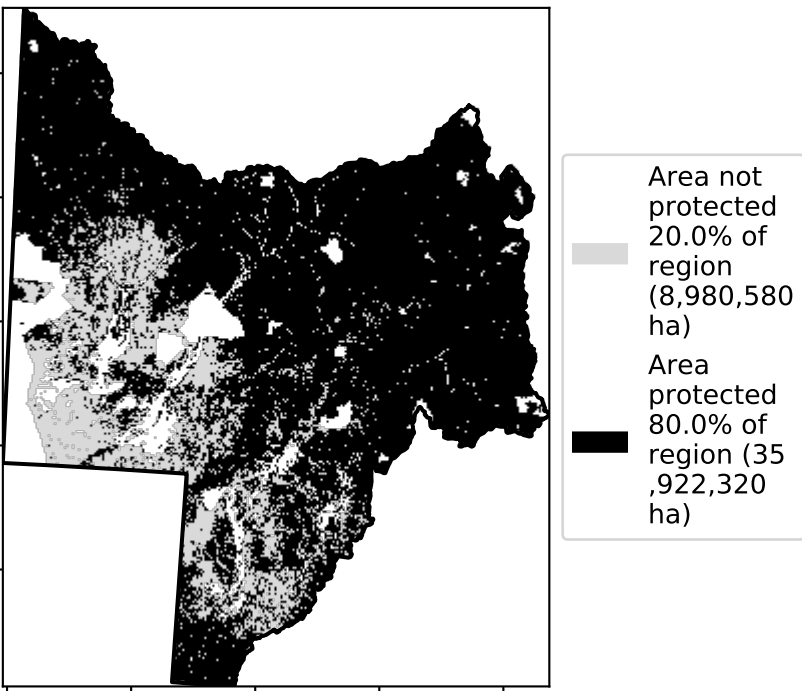 Area not
protected
20.0% of
region
(8,980,580
ha)
Area
protected
80.0% of
region (35
,922,320
ha)